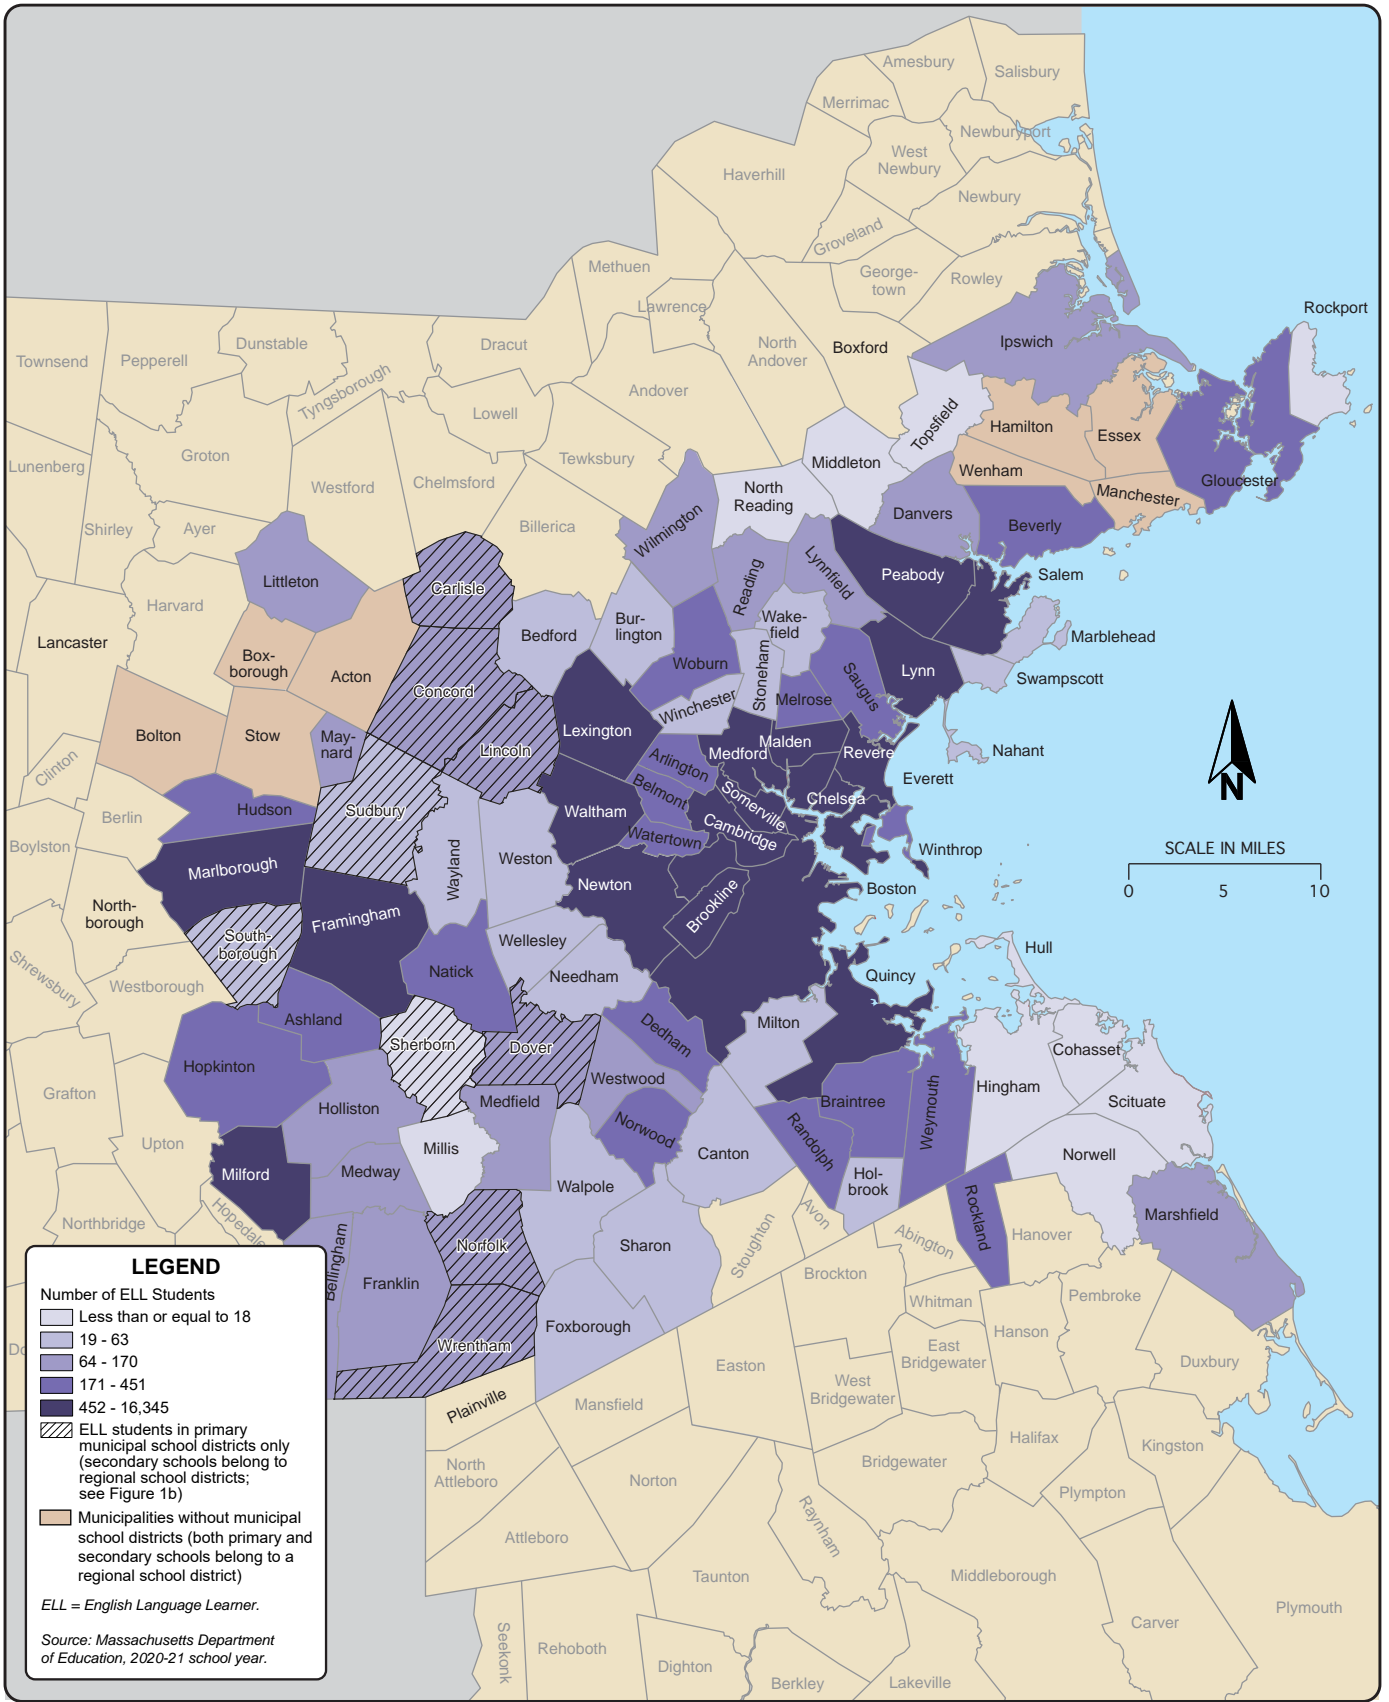 Amesbury
Salisbury
Merrimac
Newburyport
West
Newbury
Haverhill
Newbury
Groveland
Methuen
George-
town
Rowley
Lawrence
Rockport
Dunstable
Dracut
North
Andover
Boxford
Ipswich
Townsend
Pepperell
Tyngsborough
Andover
Lowell
Topsfield
Hamilton
Essex
Groton
Lunenberg
Tewksbury
Middleton
Wenham
Westford
Chelmsford
North
Reading
Manchester
Gloucester
Shirley
Ayer
Billerica
Wilmington
Danvers
Beverly
Littleton
Carlisle
Reading
Lynnfield
Peabody
Salem
Harvard
Lancaster
Bedford
Bur-
lington
Wake-
field
Marblehead
Box-
borough
Acton
Woburn
Stoneham
Saugus
Lynn
Swampscott
Concord
Winchester
Melrose
Bolton
Stow
May-
nard
Lincoln
Lexington
Arlington
Medford
Malden
Revere
Nahant
Clinton
Everett
Berlin
Hudson
Sudbury
Waltham
Belmont
Somerville
Chelsea
N
Boylston
Marlborough
Wayland
Weston
Watertown
Cambridge
Winthrop
SCALE IN MILES
0
5
10
Newton
Brookline
Boston
North-
borough
Framingham
South-
borough
Wellesley
Hull
Shrewsbury
Westborough
Natick
Needham
Quincy
Ashland
Sherborn
Dover
Dedham
Milton
Cohasset
Hopkinton
Westwood
Hingham
Grafton
Holliston
Medfield
Braintree
Weymouth
Scituate
Upton
Millis
Norwood
Randolph
Norwell
Milford
Medway
Canton
Hol-
brook
Walpole
Rockland
Marshfield
Northbridge
Hopedale
Norfolk
Sharon
Stoughton
Avon
Abington
Hanover
Bellingham
Franklin
Brockton
Whitman
Pembroke
Foxborough
Wrentham
Hanson
East
Bridgewater
Easton
Duxbury
Do
Plainville
Mansfield
West
Bridgewater
Halifax
Kingston
North
Attleboro
Norton
Bridgewater
Plympton
Attleboro
Raynham
Taunton
Middleborough
Plymouth
Carver
Seekonk
Rehoboth
Dighton
Berkley
Lakeville
LEGEND
Number of ELL Students
Less than or equal to 18
19 - 63
64 - 170
171 - 451
452 - 16,345
ELL students in primary
municipal school districts only
(secondary schools belong to
regional school districts;
see Figure 1b)
Municipalities without municipal
school districts (both primary and
secondary schools belong to a
regional school district)
ELL = English Language Learner.
Source: Massachusetts Department
of Education, 2020-21 school year.